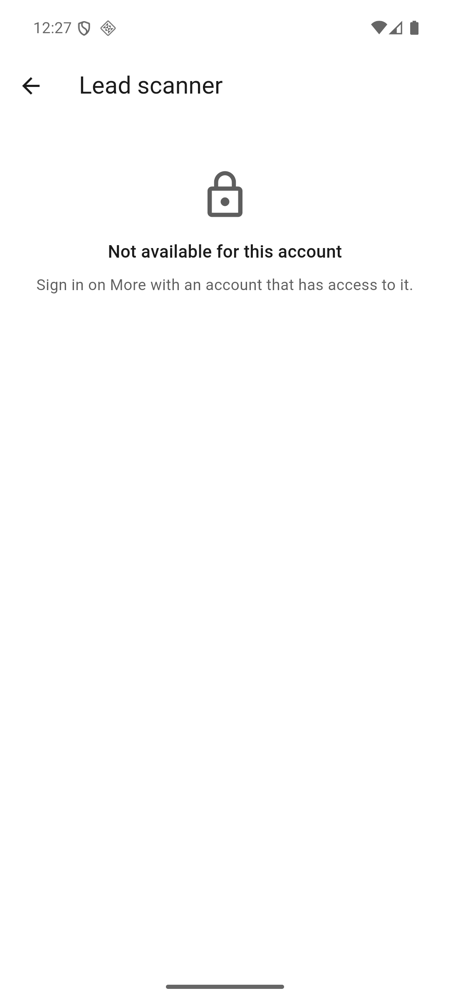 12:27
Lead scanner
Not available for this account
Sign in on More with an account that has access to it.